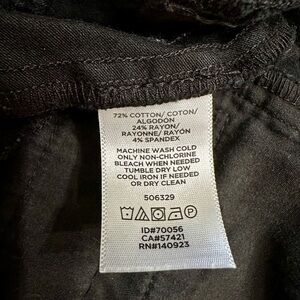 72% COTTON/ COTON/
ALGODÓN
24% RAYON/
RAYONNE/ RAYÓN
4% SPANDEX
MACHINE WASH COLD
ONLY NON-CHLORINE
BLEACH WHEN NEEDED
TUMBLE DRY LOW
COOL IRON IF NEEDED
OR DRY CLEAN
506329
ID#70056
CA#57421
RN#140923